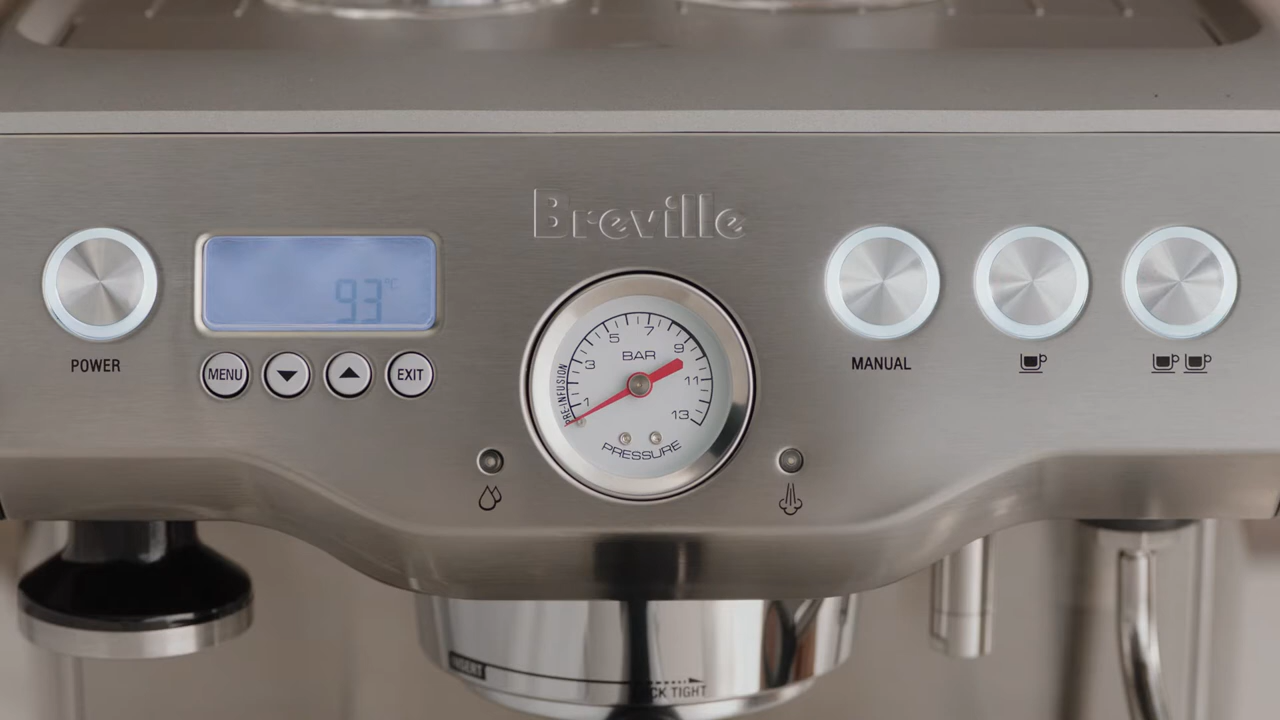 Breville
93°C
POWER
MENU
EXIT
MANUAL
BAR
1
3
5
7
9
11
13
PRE-INFUSION
PRESSURE
INSERT
CK TIGHT